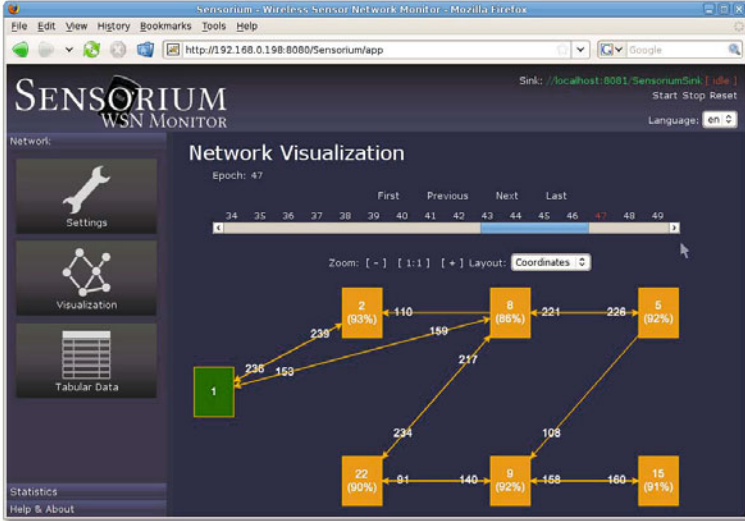 Sensorium - Wireless Sensor Network Monitor - Mozilla Firefox
File Edit View History Bookmarks Tools Help
http://192.168.0.198:8080/Sensorium/app
Google
SENSORIUM
WSN MONITOR
Sink: //localhost:8081/SensoriumSink [ idle ]
Start Stop Reset
Language: en
Network
Settings
Visualization
Tabular Data
Statistics
Help & About
Network Visualization
Epoch: 47
First Previous Next Last
34 35 36 37 38 39 40 41 42 43 44 45 46 47 48 49
Zoom: [ - ] [ 1:1 ] [ + ] Layout: Coordinates
2
(93%)
110
8
(86%)
221
226
5
(92%)
239
159
236
153
217
1
234
108
22
(90%)
91
140
9
(92%)
158
160
15
(91%)